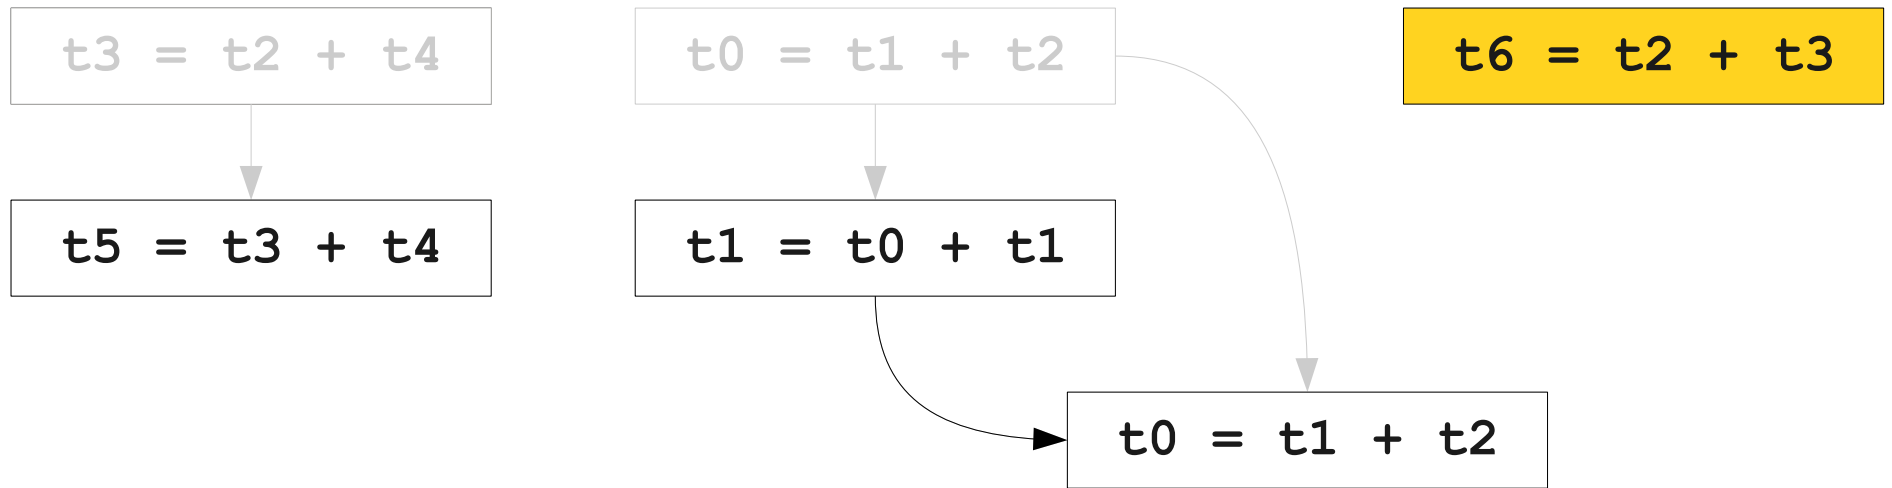 t3 = t2 + t4
t0 = t1 + t2
t6 = t2 + t3
t5 = t3 + t4
t1 = t0 + t1
t0 = t1 + t2